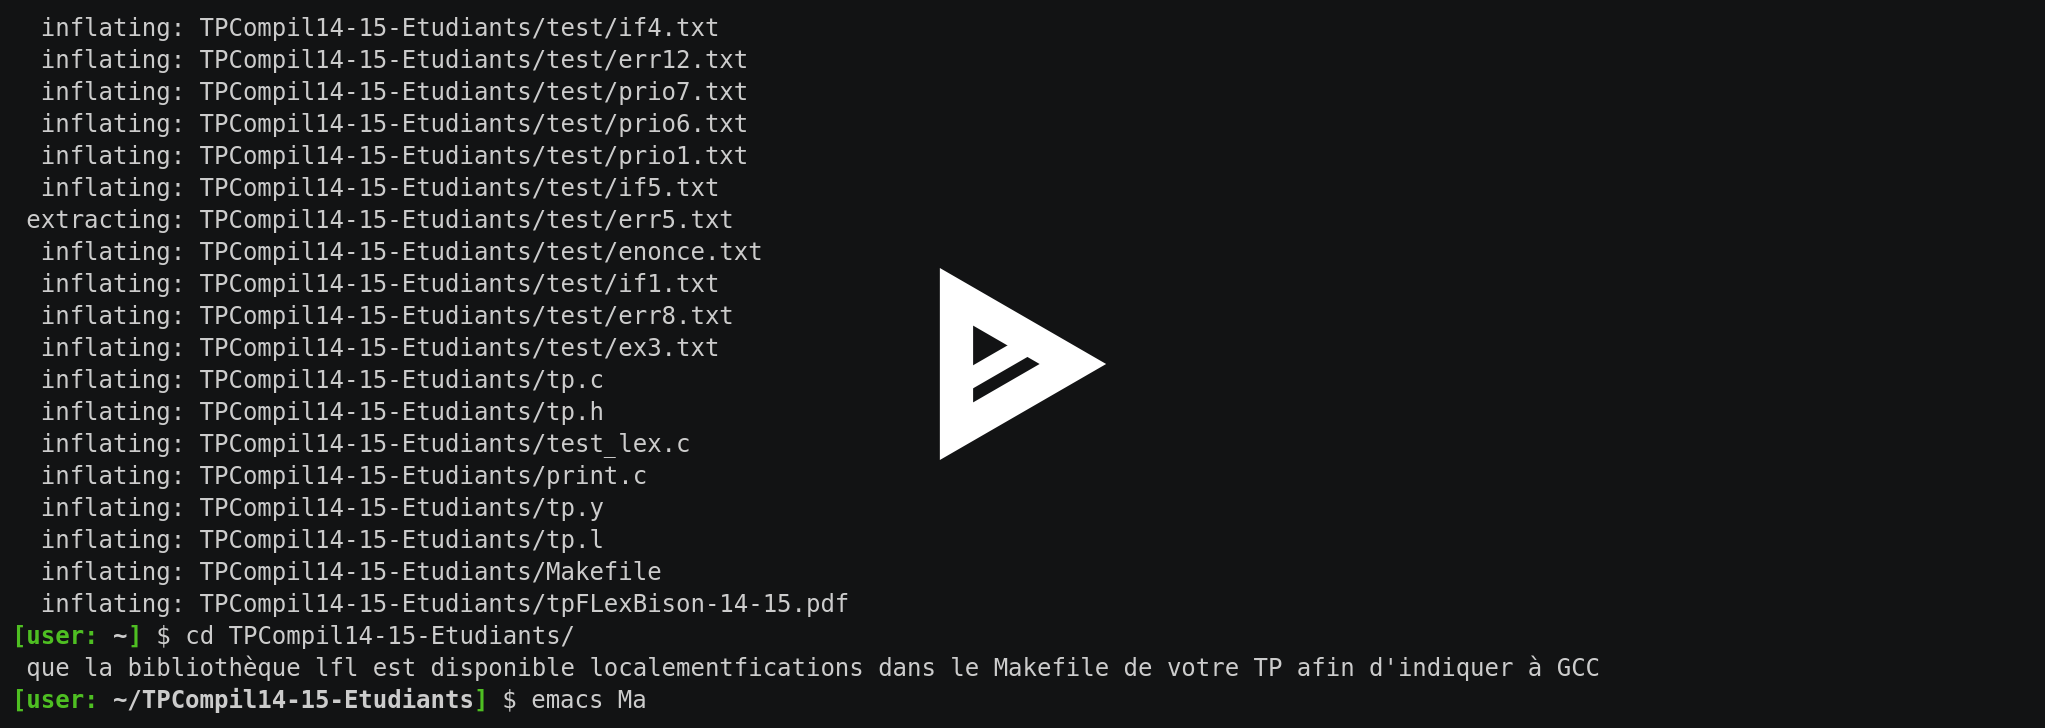 inflating: TPCompil14-15-Etudiants/test/if4.txt
inflating: TPCompil14-15-Etudiants/test/err12.txt
inflating: TPCompil14-15-Etudiants/test/prio7.txt
inflating: TPCompil14-15-Etudiants/test/prio6.txt
inflating: TPCompil14-15-Etudiants/test/prio1.txt
inflating: TPCompil14-15-Etudiants/test/if5.txt
extracting: TPCompil14-15-Etudiants/test/err5.txt
inflating: TPCompil14-15-Etudiants/test/enonce.txt
inflating: TPCompil14-15-Etudiants/test/if1.txt
inflating: TPCompil14-15-Etudiants/test/err8.txt
inflating: TPCompil14-15-Etudiants/test/ex3.txt
inflating: TPCompil14-15-Etudiants/tp.c
inflating: TPCompil14-15-Etudiants/tp.h
inflating: TPCompil14-15-Etudiants/test_lex.c
inflating: TPCompil14-15-Etudiants/print.c
inflating: TPCompil14-15-Etudiants/tp.y
inflating: TPCompil14-15-Etudiants/tp.l
inflating: TPCompil14-15-Etudiants/Makefile
inflating: TPCompil14-15-Etudiants/tpFLexBison-14-15.pdf
[user: ~] $ cd TPCompil14-15-Etudiants/
que la bibliothèque lfl est disponible localementfications dans le Makefile de votre TP afin d'indiquer à GCC
[user: ~/TPCompil14-15-Etudiants] $ emacs Ma